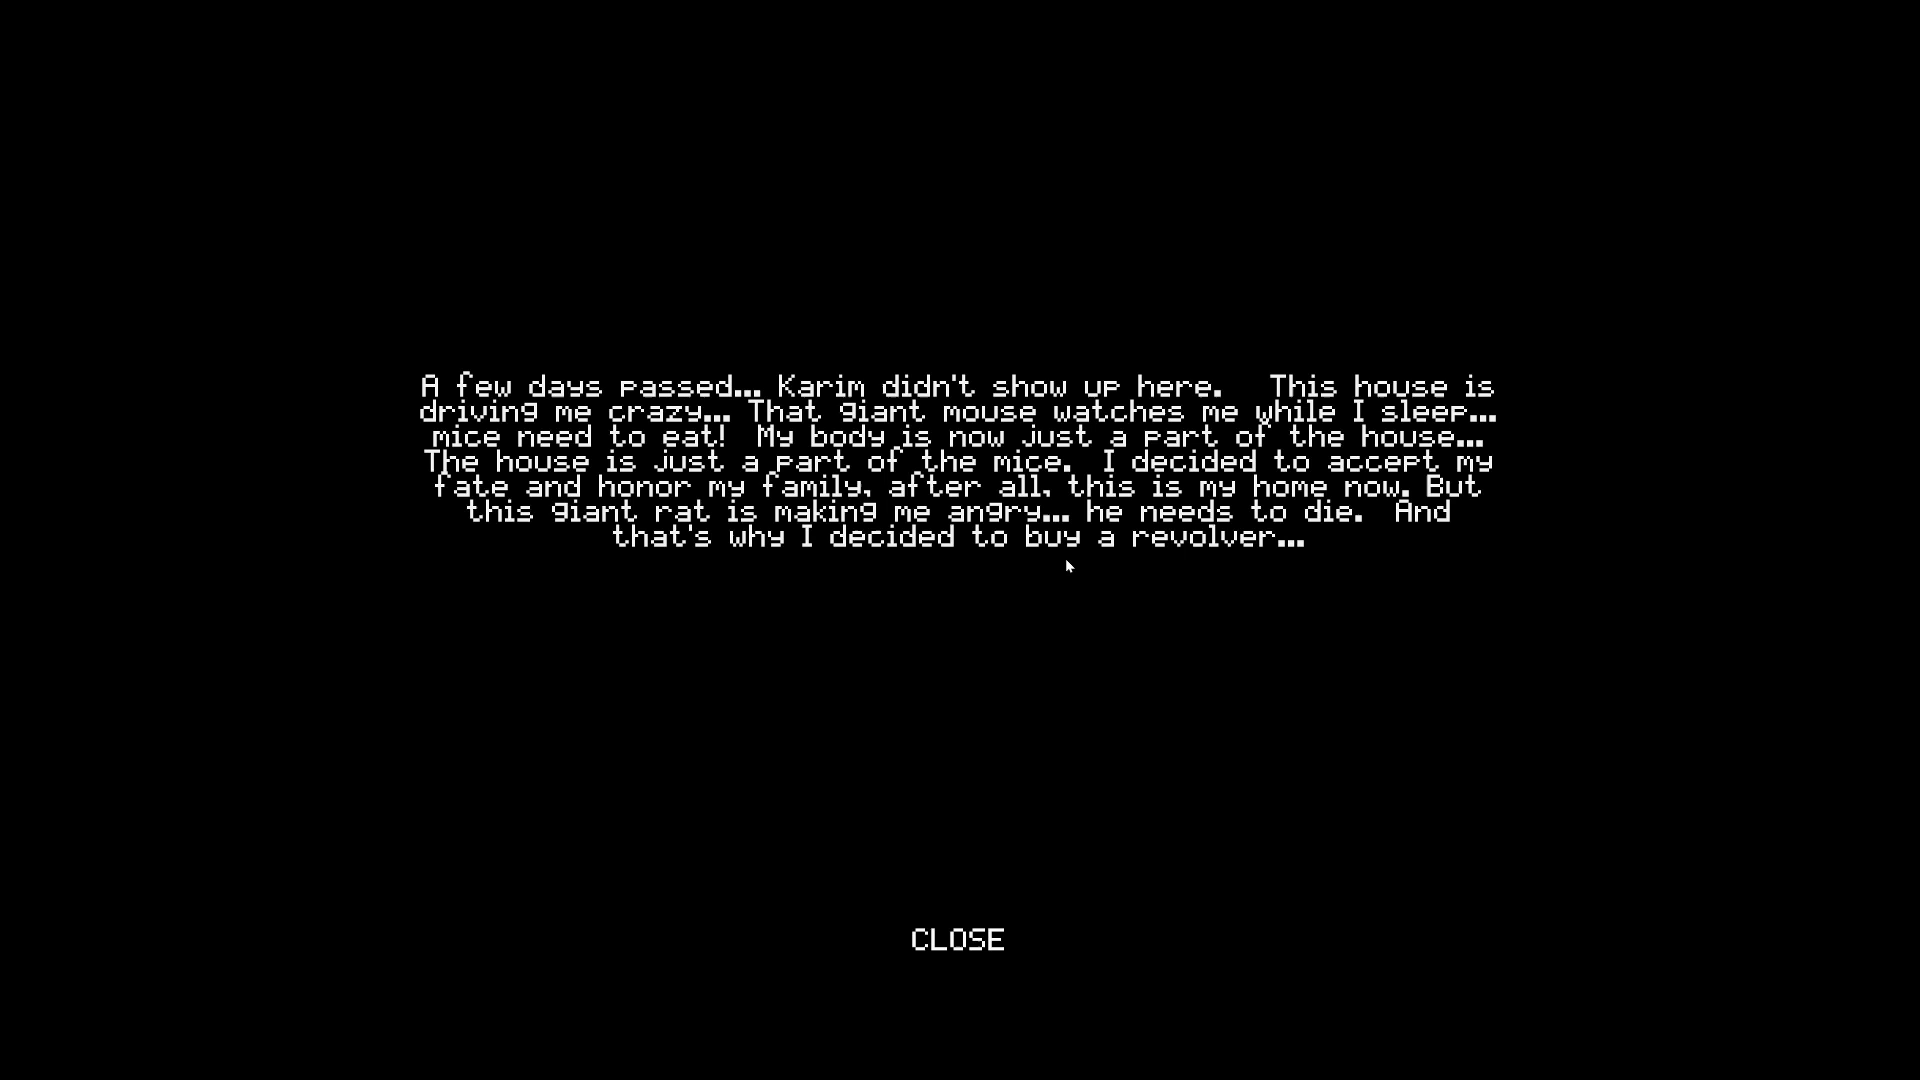 A few days passed... Karim didn't show up here.   This house is
driving me crazy... That giant mouse watches me while I sleep...
mice need to eat!  My body is now just a part of the house...
The house is just a part of the mice.  I decided to accept my
fate and honor my family, after all, this is my home now. But
this giant rat is making me angry... he needs to die.  And
that's why I decided to buy a revolver...
CLOSE